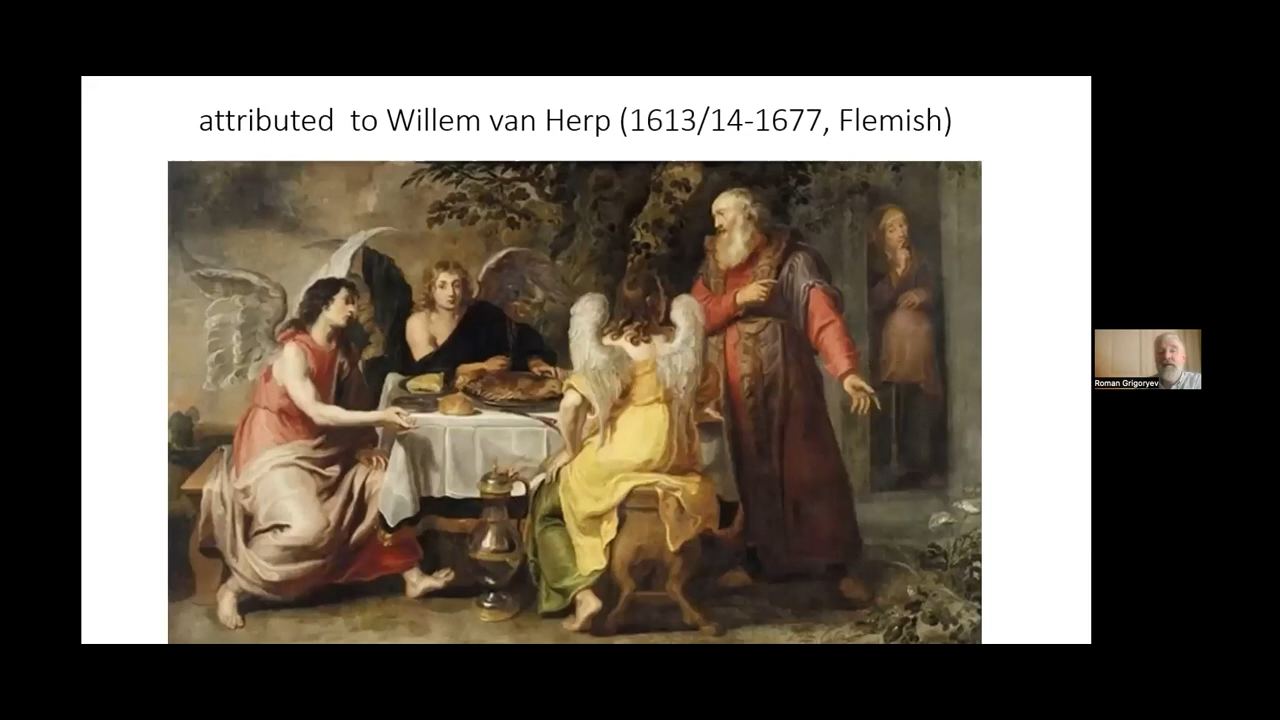 attributed  to Willem van Herp (1613/14-1677, Flemish)
Roman Grigoryev